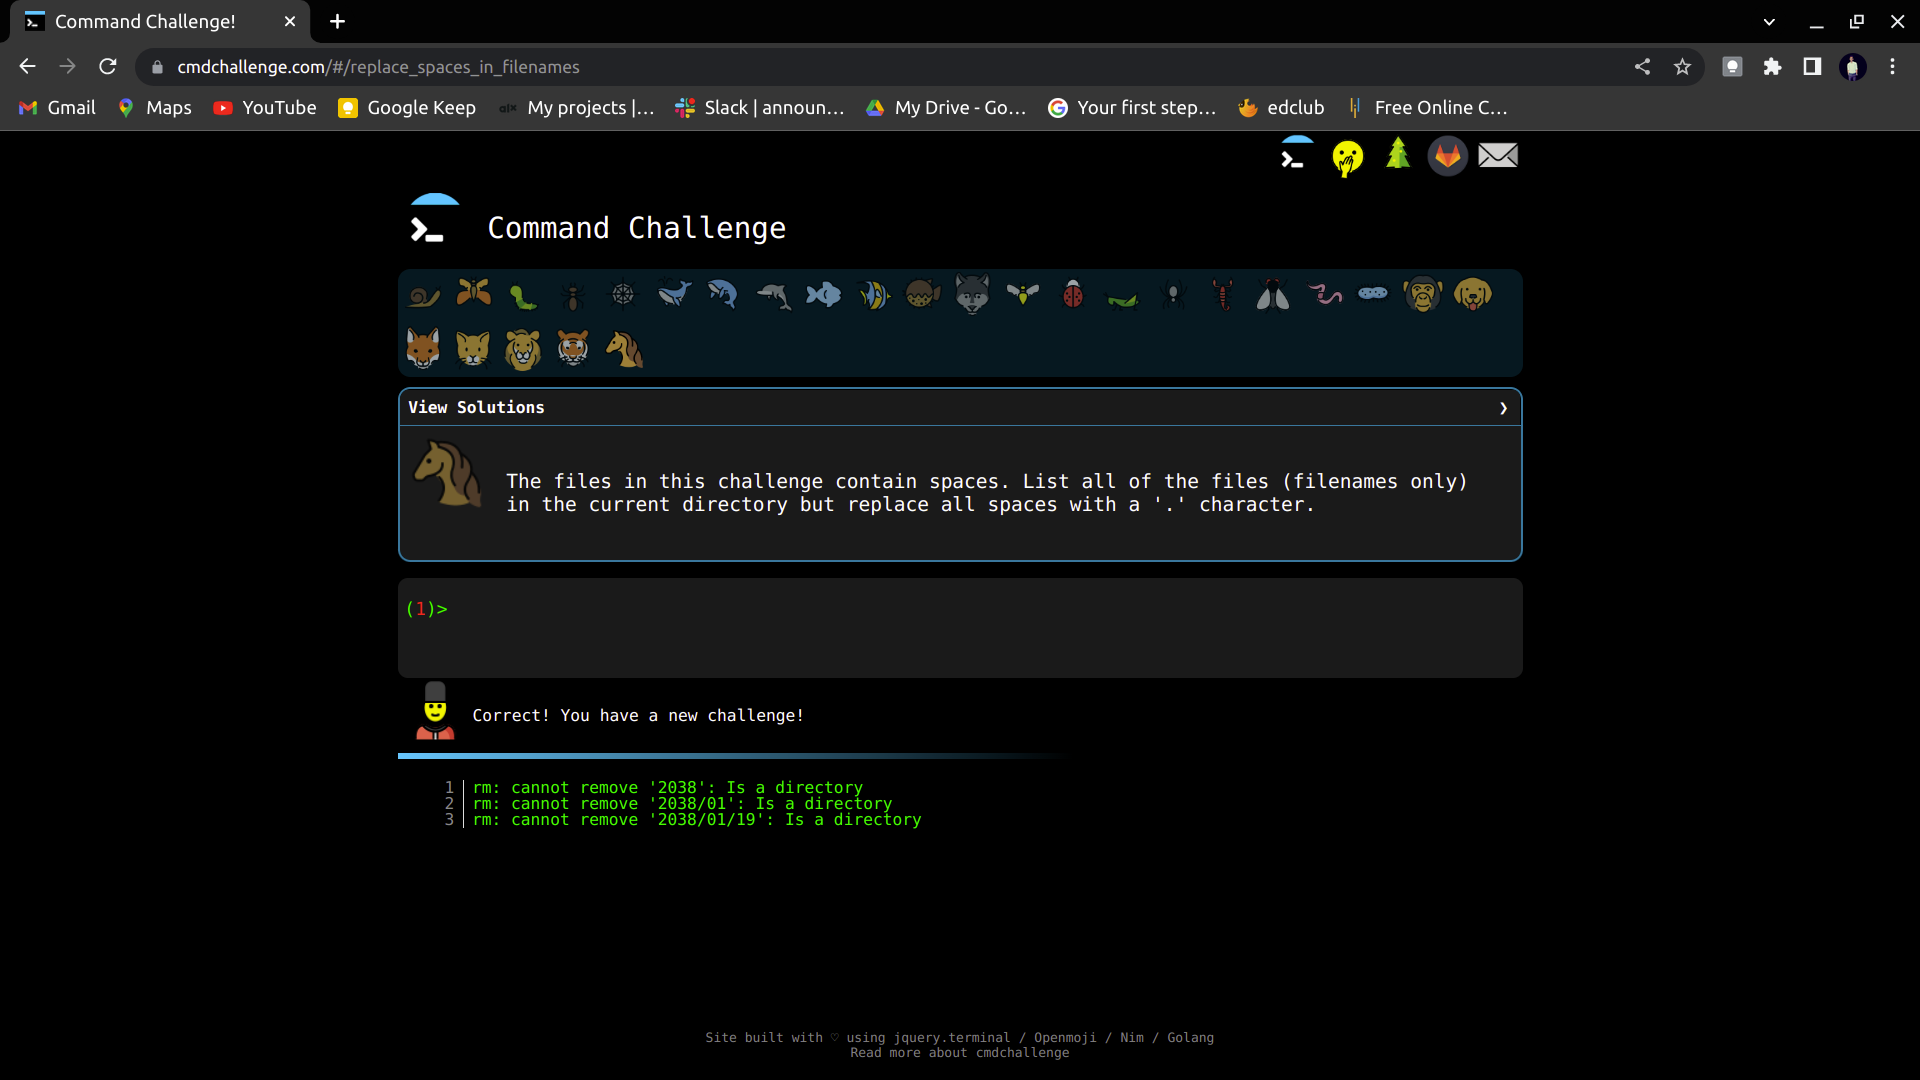 Command Challenge!
cmdchallenge.com/#/replace_spaces_in_filenames
Gmail Maps YouTube Google Keep alx My projects |... Slack | announ... My Drive - Go... Your first step... edclub Free Online C...
Command Challenge
View Solutions
The files in this challenge contain spaces. List all of the files (filenames only)
in the current directory but replace all spaces with a '.' character.
(1)>
Correct! You have a new challenge!
1 rm: cannot remove '2038': Is a directory
2 rm: cannot remove '2038/01': Is a directory
3 rm: cannot remove '2038/01/19': Is a directory
Site built with ♡ using jquery.terminal / Openmoji / Nim / Golang
Read more about cmdchallenge